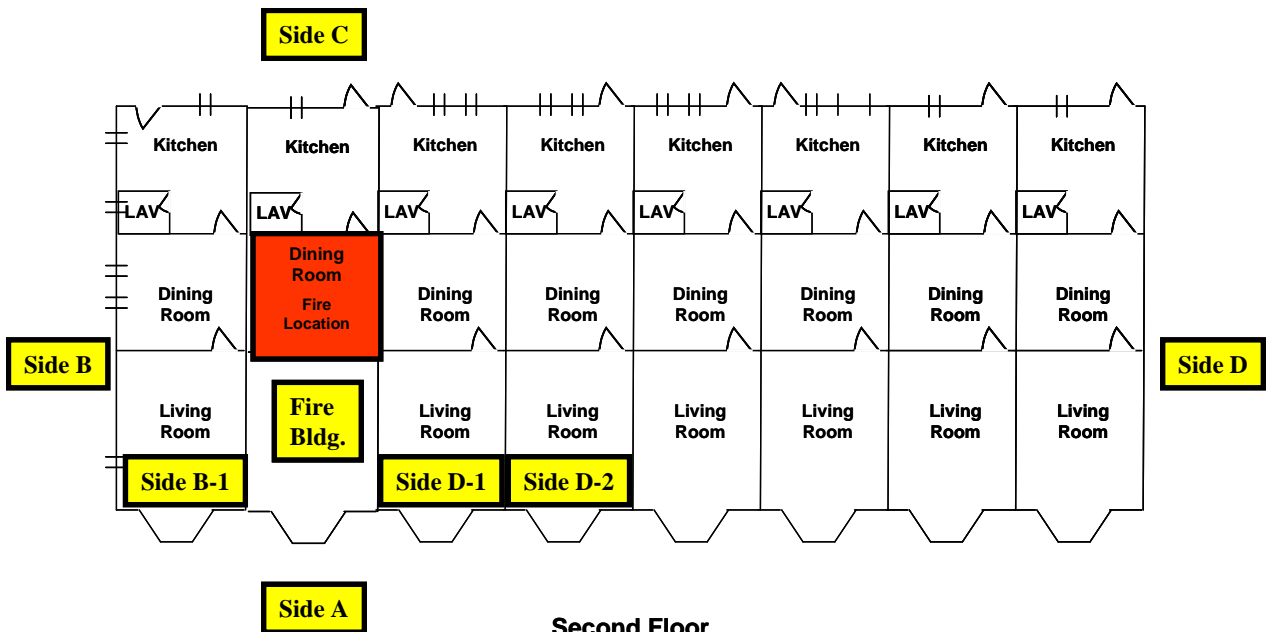 Side C
Kitchen
Kitchen
Kitchen
Kitchen
Kitchen
Kitchen
Kitchen
Kitchen
LAV
LAV
LAV
LAV
LAV
LAV
LAV
LAV
Dining
Room
Fire
Location
Dining
Room
Dining
Room
Dining
Room
Dining
Room
Dining
Room
Dining
Room
Dining
Room
Side B
Side D
Living
Room
Fire
Bldg.
Living
Room
Living
Room
Living
Room
Living
Room
Living
Room
Living
Room
Side B-1
Side D-1
Side D-2
Side A
Second Floor